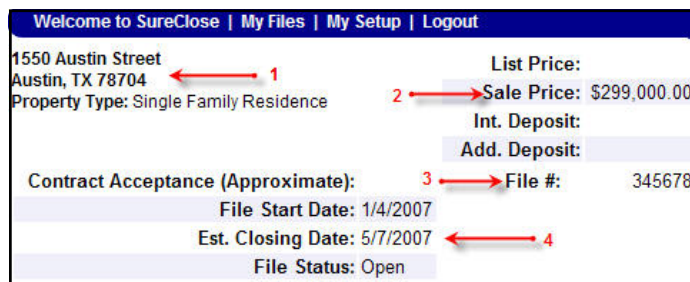 Welcome to SureClose | My Files | My Setup | Logout
1550 Austin Street
Austin, TX 78704
1
Property Type: Single Family Residence
List Price:
2
Sale Price: $299,000.00
Int. Deposit:
Add. Deposit:
Contract Acceptance (Approximate):
3
File #: 345678
File Start Date: 1/4/2007
Est. Closing Date: 5/7/2007
4
File Status: Open